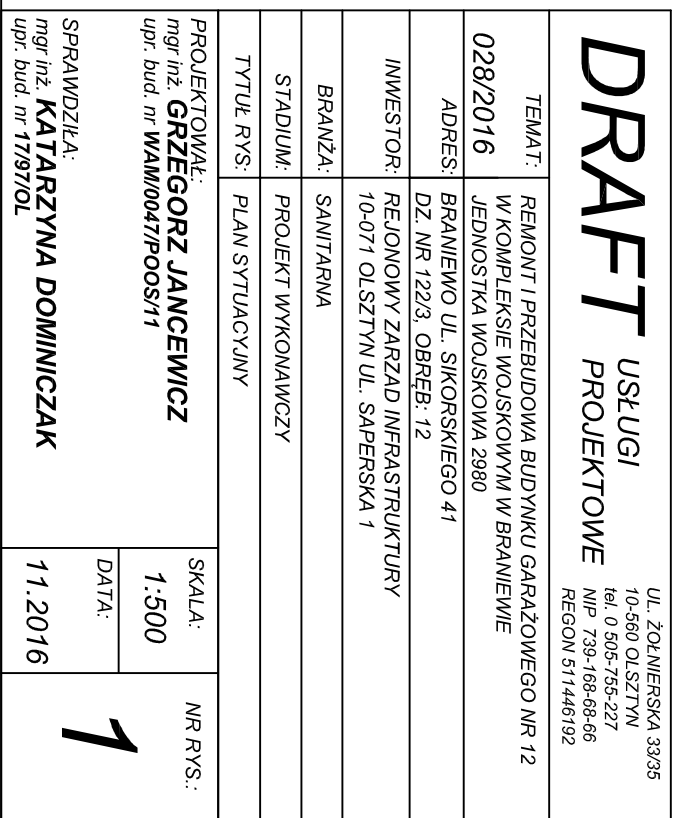 DRAFT
USŁUGI
PROJEKTOWE
UL. ŻOŁNIERSKA 33/35
10-560 OLSZTYN
tel. 0 505-755-227
NIP 739-168-68-66
REGON 511446192
TEMAT:
028/2016
REMONT I PRZEBUDOWA BUDYNKU GARAŻOWEGO NR 12
W KOMPLEKSIE WOJSKOWYM W BRANIEWIE
JEDNOSTKA WOJSKOWA 2980
ADRES:
BRANIEWO UL. SIKORSKIEGO 41
DZ. NR 122/3, OBRĘB: 12
INWESTOR:
REJONOWY ZARZĄD INFRASTRUKTURY
10-071 OLSZTYN UL. SAPERSKA 1
BRANŻA:
SANITARNA
STADIUM:
PROJEKT WYKONAWCZY
TYTUŁ RYS:
PLAN SYTUACYJNY
PROJEKTOWAŁ:
mgr inż. GRZEGORZ JANCEWICZ
upr. bud. nr WAM/0047/POOS/11
SPRAWDZIŁA:
mgr inż. KATARZYNA DOMINICZAK
upr. bud. nr 17/97/OL
SKALA:
1:500
DATA:
11.2016
NR RYS.:
1